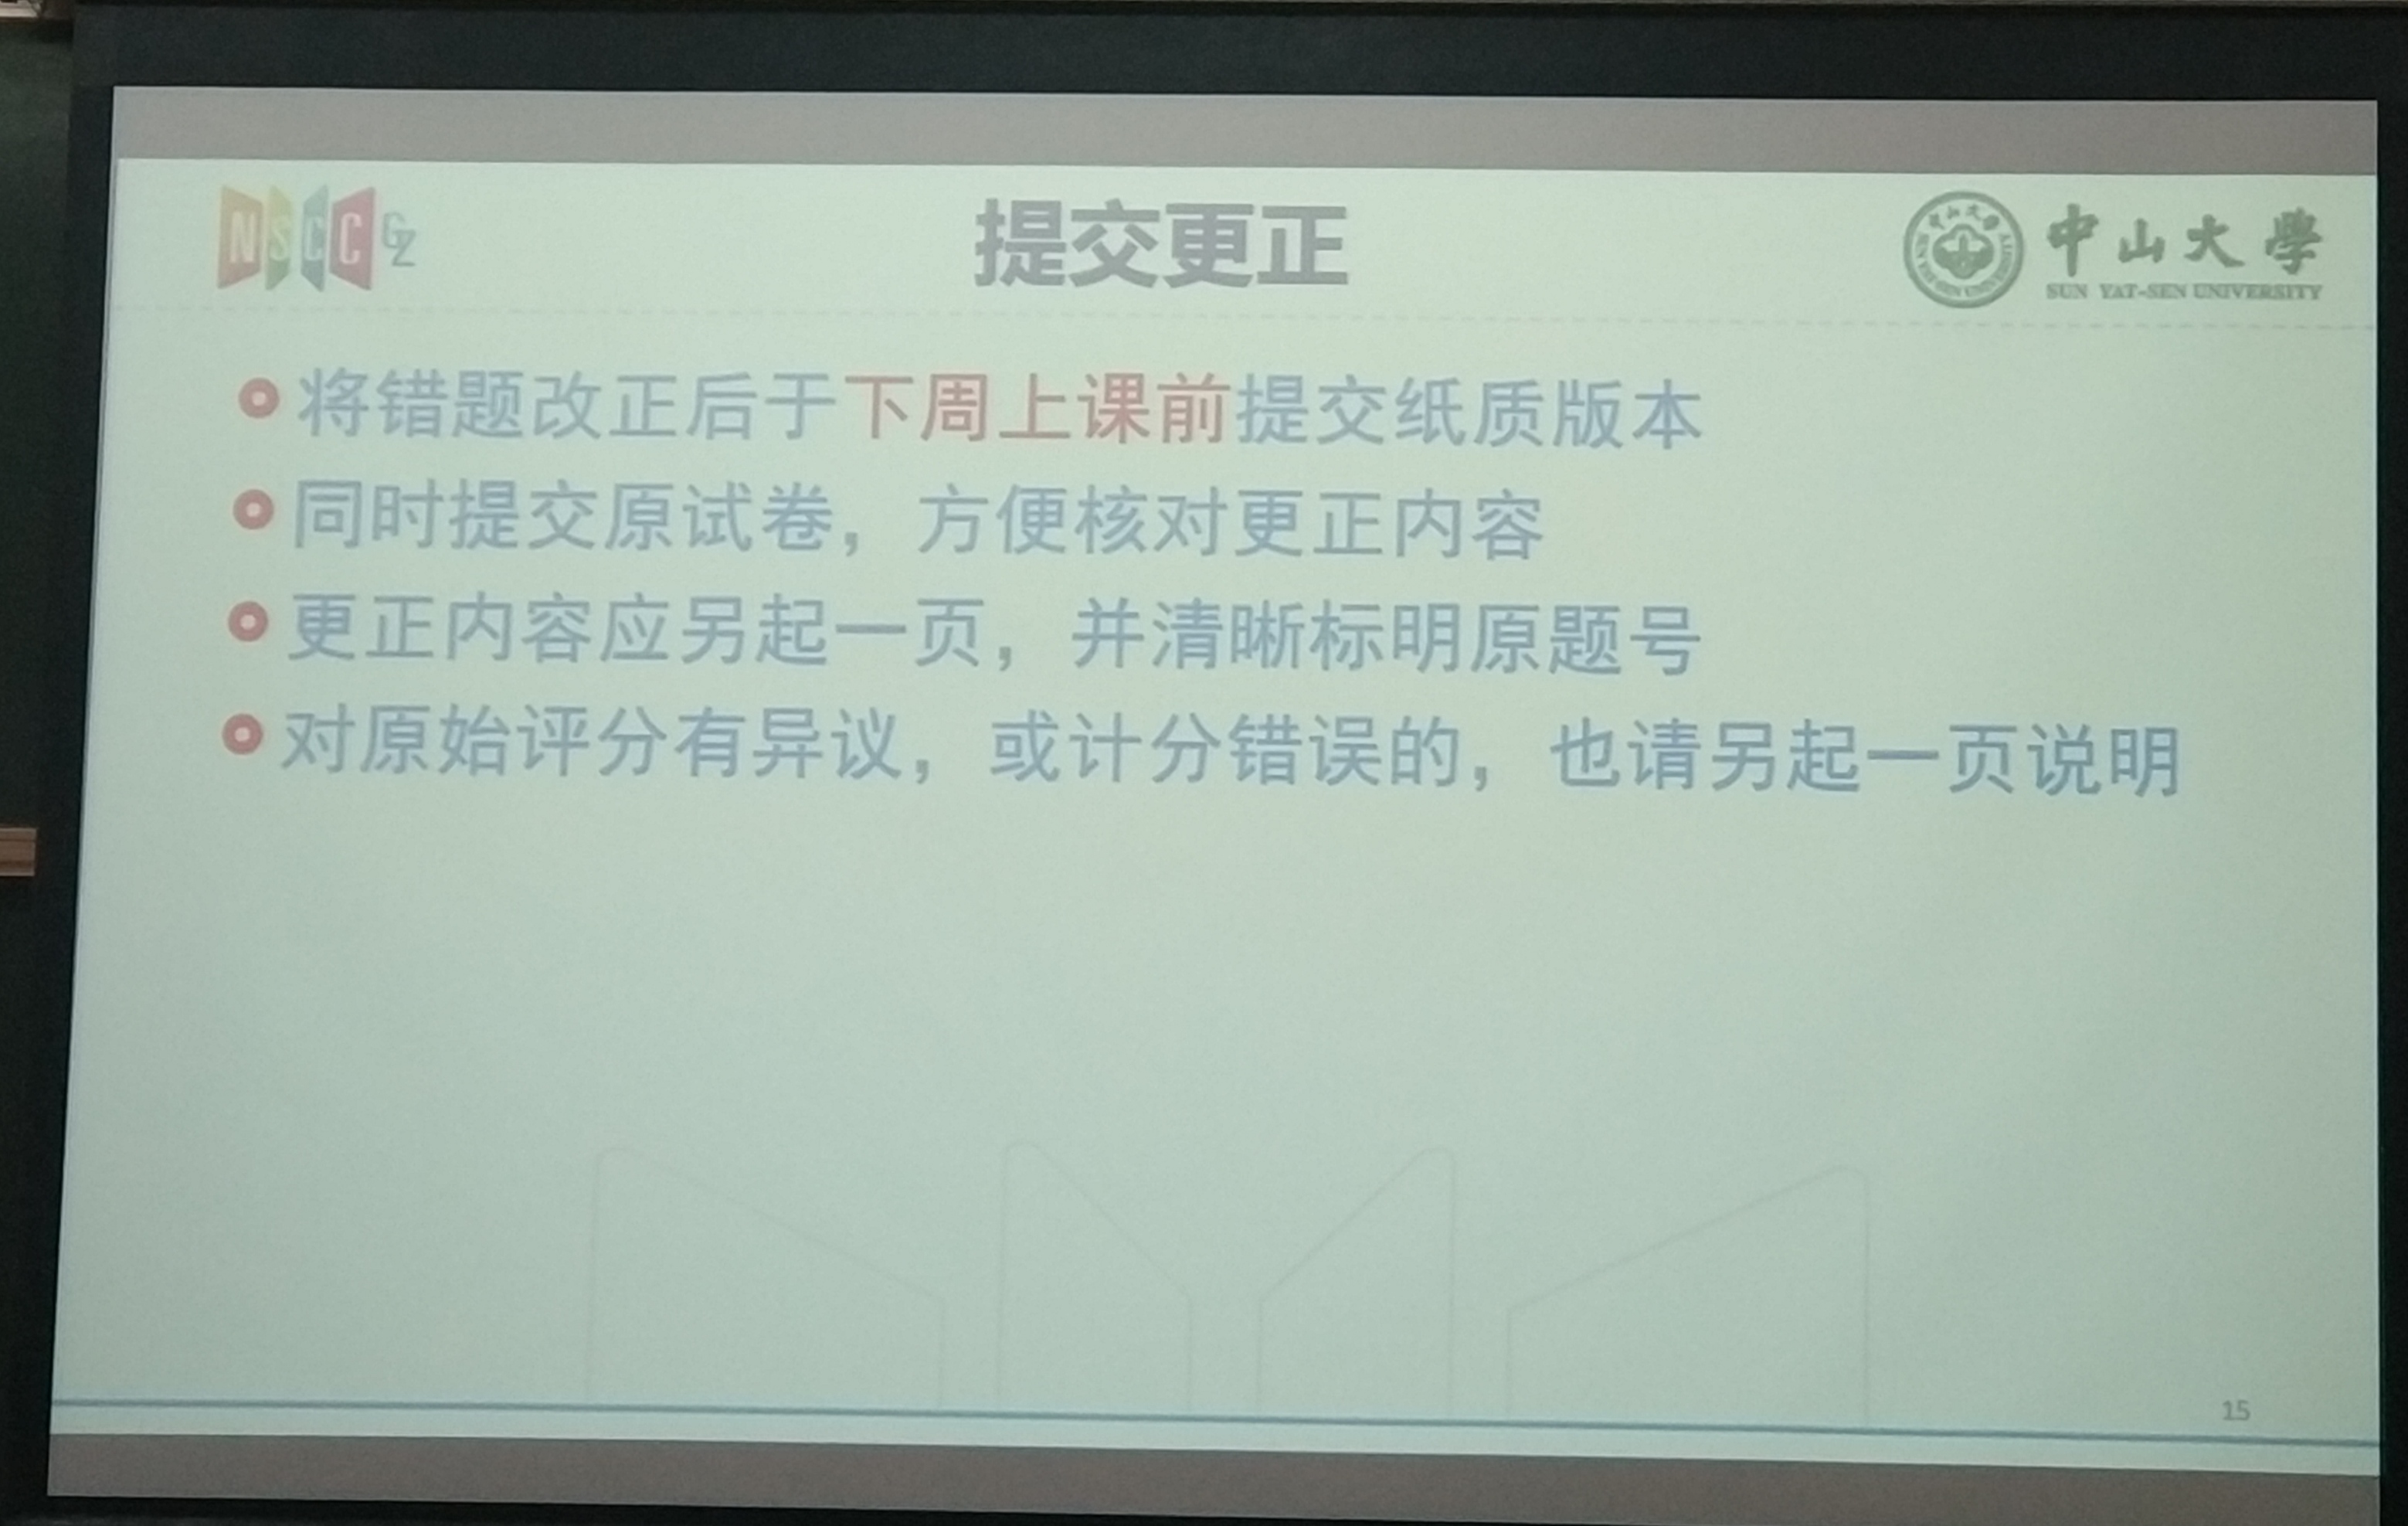 NSCC GZ
提交更正
中山大學
SUN YAT-SEN UNIVERSITY
将错题改正后于下周上课前提交纸质版本
同时提交原试卷，方便核对更正内容
更正内容应另起一页，并清晰标明原题号
对原始评分有异议，或计分错误的，也请另起一页说明
15